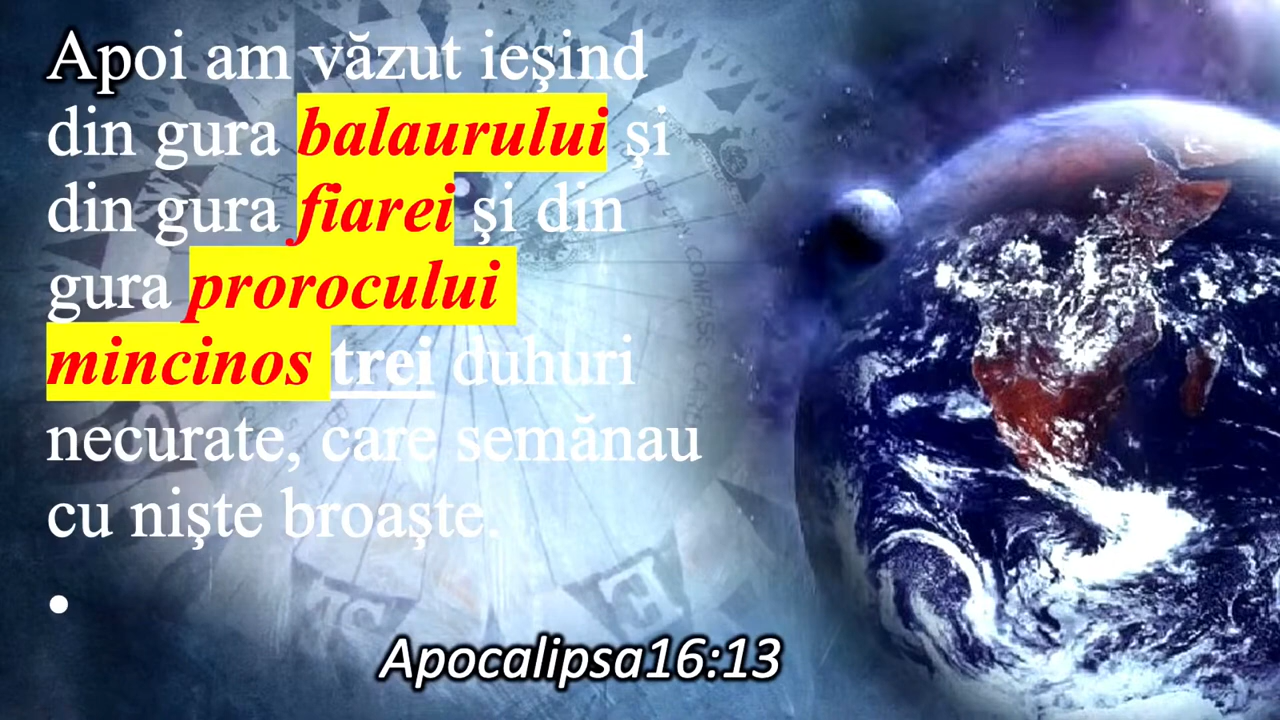 Apoi am văzut ieşind
din gura balaurului şi
din gura fiarei şi din
gura prorocului
mincinos trei duhuri
necurate, care semănau
cu nişte broaşte.
•
Apocalipsa16:13